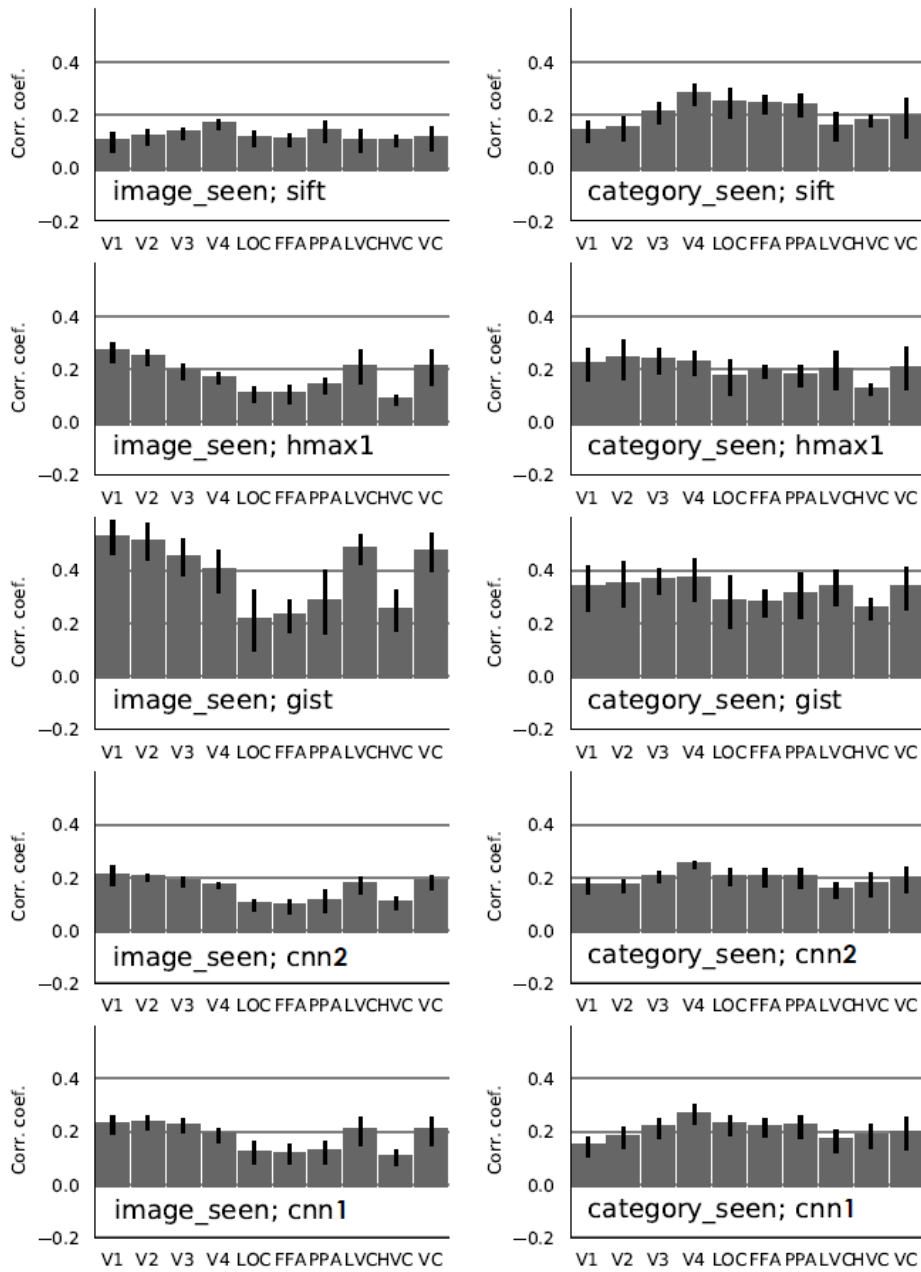 0.4 0.4
Corr. coef. Corr. coef.
0.2 0.2
0.0 0.0
image_seen; sift category_seen; sift
−0.2 −0.2
V1 V2 V3 V4 LOC FFA PPA LVC HVC VC V1 V2 V3 V4 LOC FFA PPA LVC HVC VC
0.4 0.4
Corr. coef. Corr. coef.
0.2 0.2
0.0 0.0
image_seen; hmax1 category_seen; hmax1
−0.2 −0.2
V1 V2 V3 V4 LOC FFA PPA LVC HVC VC V1 V2 V3 V4 LOC FFA PPA LVC HVC VC
0.4 0.4
Corr. coef. Corr. coef.
0.2 0.2
0.0 0.0
image_seen; gist category_seen; gist
−0.2 −0.2
V1 V2 V3 V4 LOC FFA PPA LVC HVC VC V1 V2 V3 V4 LOC FFA PPA LVC HVC VC
0.4 0.4
Corr. coef. Corr. coef.
0.2 0.2
0.0 0.0
image_seen; cnn2 category_seen; cnn2
−0.2 −0.2
V1 V2 V3 V4 LOC FFA PPA LVC HVC VC V1 V2 V3 V4 LOC FFA PPA LVC HVC VC
0.4 0.4
Corr. coef. Corr. coef.
0.2 0.2
0.0 0.0
image_seen; cnn1 category_seen; cnn1
−0.2 −0.2
V1 V2 V3 V4 LOC FFA PPA LVC HVC VC V1 V2 V3 V4 LOC FFA PPA LVC HVC VC